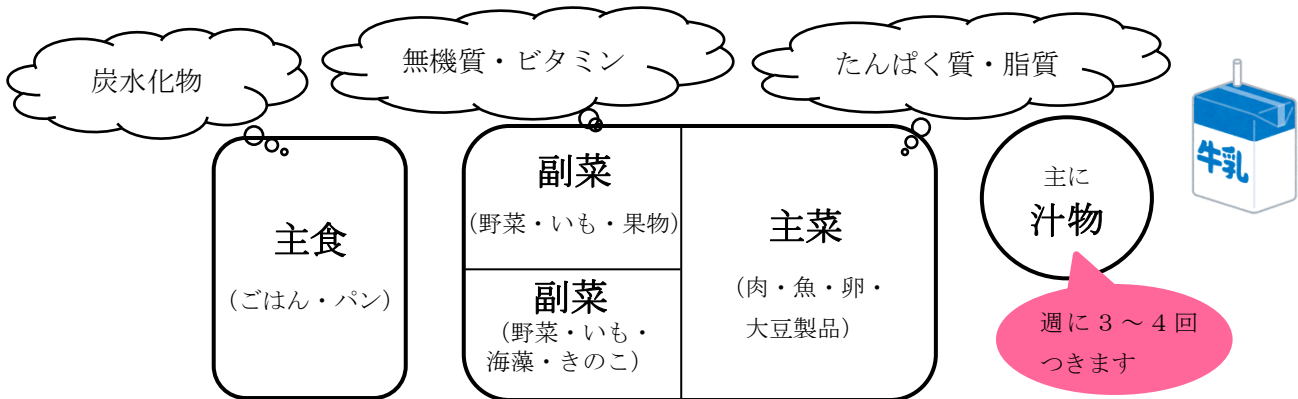 炭水化物
無機質・ビタミン
たんぱく質・脂質
主食
（ごはん・パン）
副菜
（野菜・いも・果物）
副菜
（野菜・いも・
海藻・きのこ）
主菜
（肉・魚・卵・
大豆製品）
主に
汁物
週に３～４回
つきます
牛乳